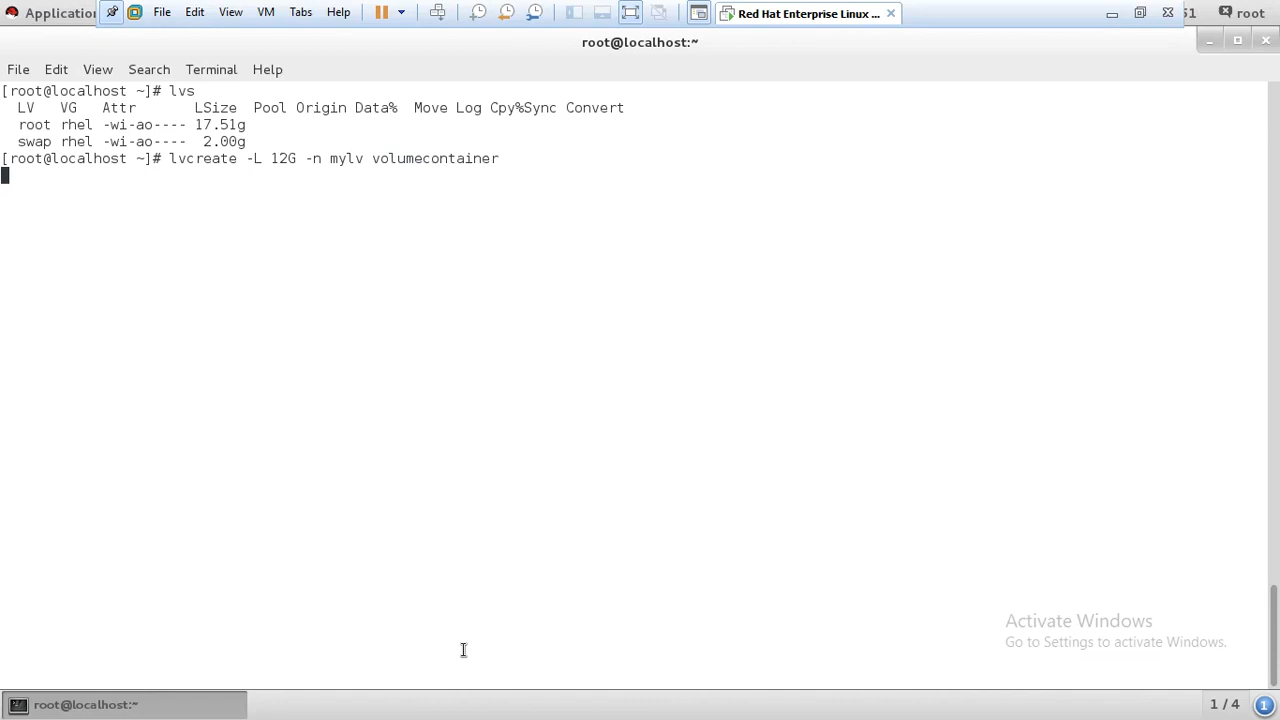 Application File Edit View VM Tabs Help Red Hat Enterprise Linux ... 51 root
root@localhost:~
File Edit View Search Terminal Help
[root@localhost ~]# lvs
LV VG Attr LSize Pool Origin Data% Move Log Cpy%Sync Convert
root rhel -wi-ao---- 17.51g
swap rhel -wi-ao---- 2.00g
[root@localhost ~]# lvcreate -L 12G -n mylv volumecontainer
Activate Windows
Go to Settings to activate Windows.
root@localhost:~ 1 / 4 1